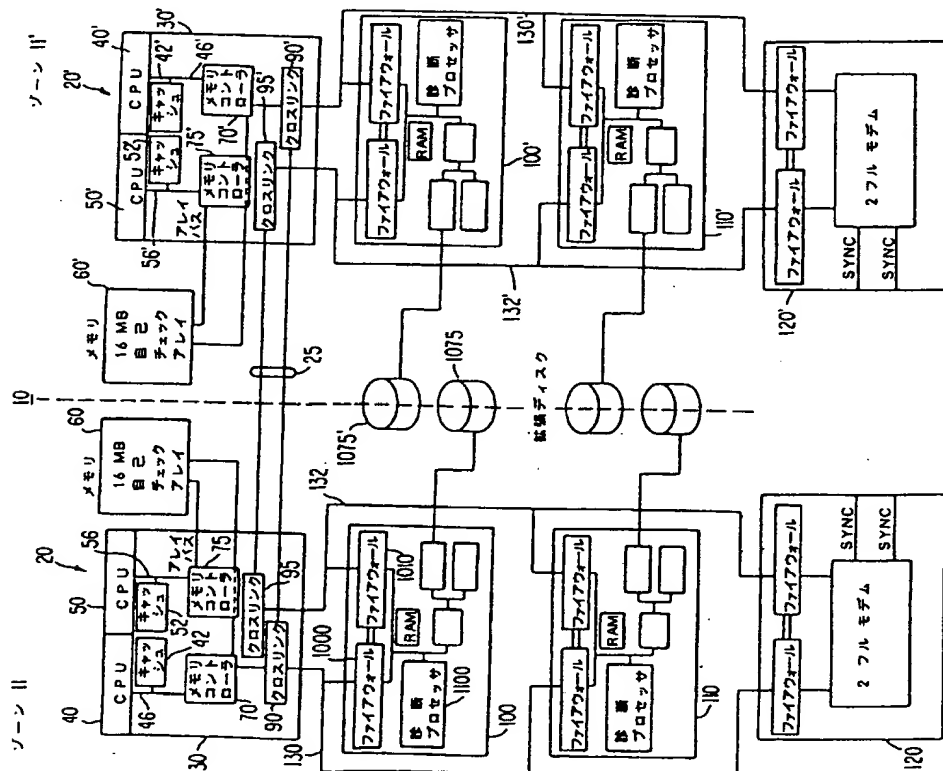 ゾーン 11
40
50
20
CPU
CPU
56
キャッ
シュ
キャッ
シュ
46
42
52
アレイ
バス
メモリ
コント
ローラ
メモリ
コント
ローラ
75
70'
クロスリンク
95
クロスリンク
90
30
60
メモリ
16 MB
自己
チェック
アレイ
10
60'
メモリ
16 MB
自己
チェック
アレイ
ゾーン 11'
20'
50'
CPU
52'
CPU
40'
42'
キャッ
シュ
キャッ
シュ
46'
56'
アレイ
バス
75'
メモリ
コント
ローラ
メモリ
コント
ローラ
70'
95'
クロスリンク
クロスリンク
90'
30'
25
130
132
1000
ファイアウォール
ファイアウォール
1010
RAM
診断
プロセッサ
1100
100
1075'
1075
130'
132'
ファイアウォール
ファイアウォール
RAM
診断
プロセッサ
100'
ファイアウォール
ファイアウォール
RAM
診断
プロセッサ
110
拡張ディスク
ファイアウォール
ファイアウォール
RAM
診断
プロセッサ
110'
ファイアウォール
ファイアウォール
2 フル モデム
SYNC
SYNC
120
ファイアウォール
ファイアウォール
2 フル モデム
SYNC
SYNC
120'